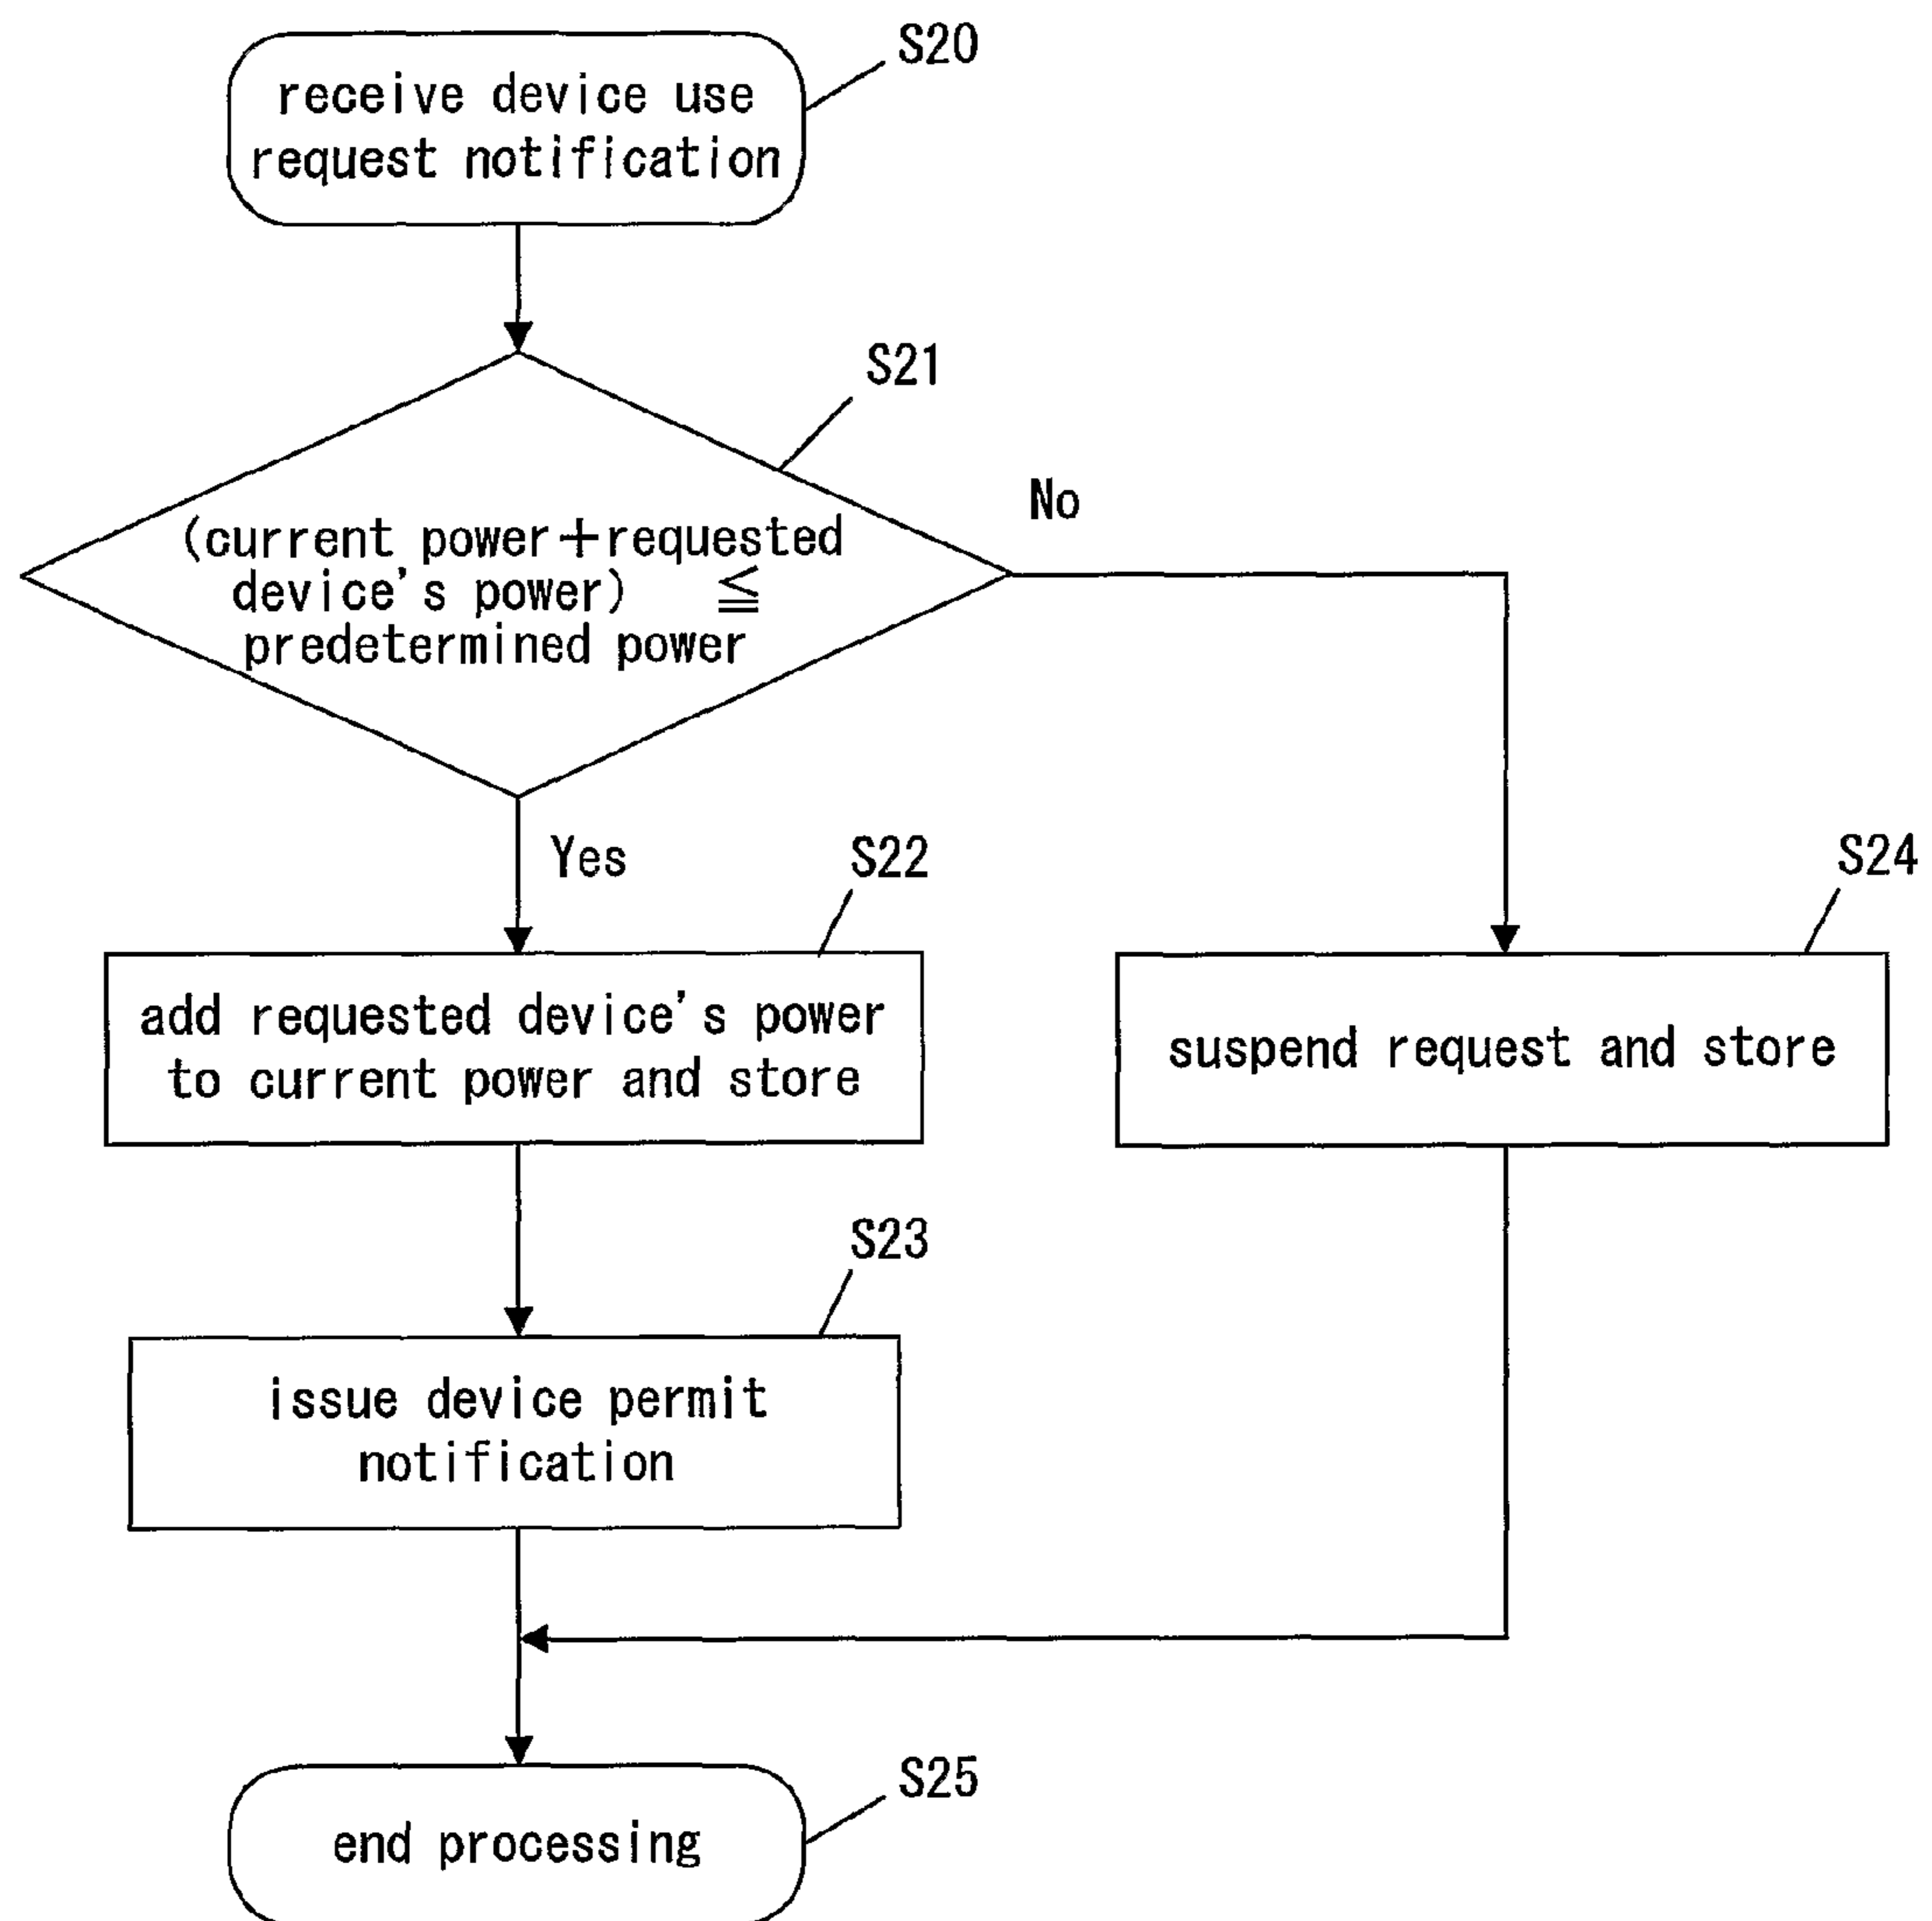 S20
receive device use
request notification
S21
No
(current power+requested
device's power) ≦
predetermined power
Yes
S22
S24
add requested device's power
to current power and store
suspend request and store
S23
issue device permit
notification
S25
end processing